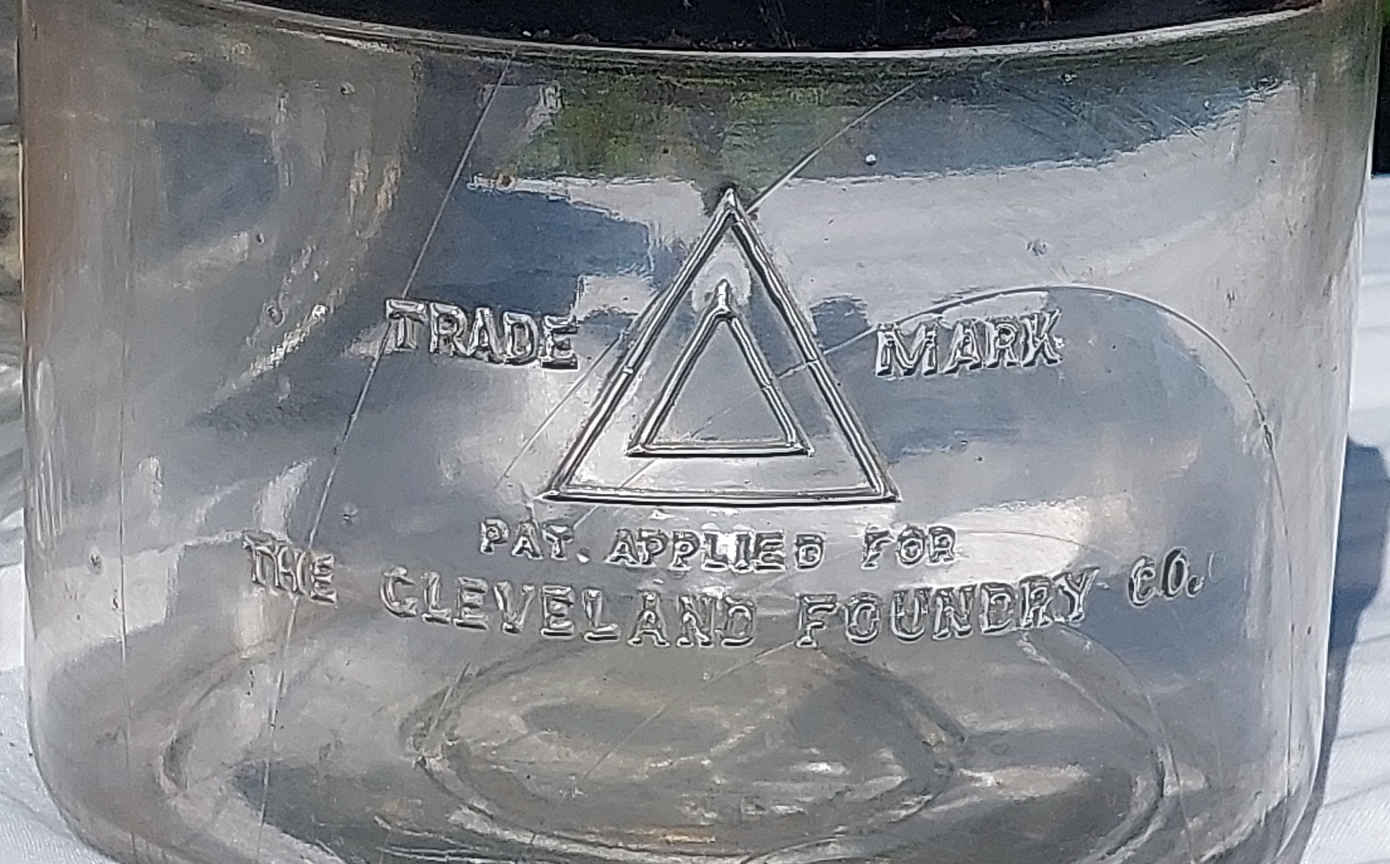 TRADE MARK
PAT. APPLIED FOR
THE CLEVELAND FOUNDRY CO.